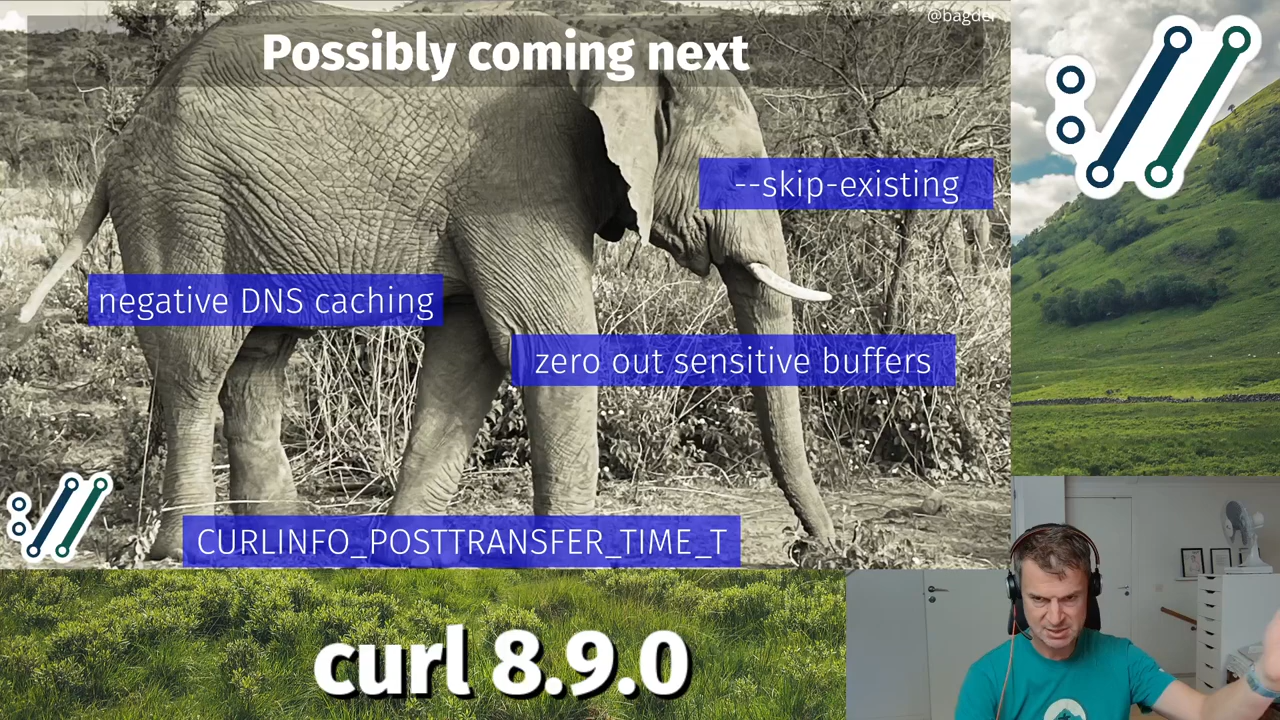 @bagder
Possibly coming next
--skip-existing
negative DNS caching
zero out sensitive buffers
CURLINFO_POSTTRANSFER_TIME_T
curl 8.9.0